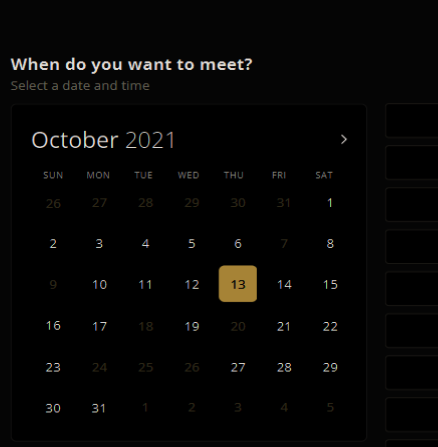 When do you want to meet?
Select a date and time
October 2021 >
SUN MON TUE WED THU FRI SAT
26 27 28 29 30 31 1
2 3 4 5 6 7 8
9 10 11 12 13 14 15
16 17 18 19 20 21 22
23 24 25 26 27 28 29
30 31 1 2 3 4 5